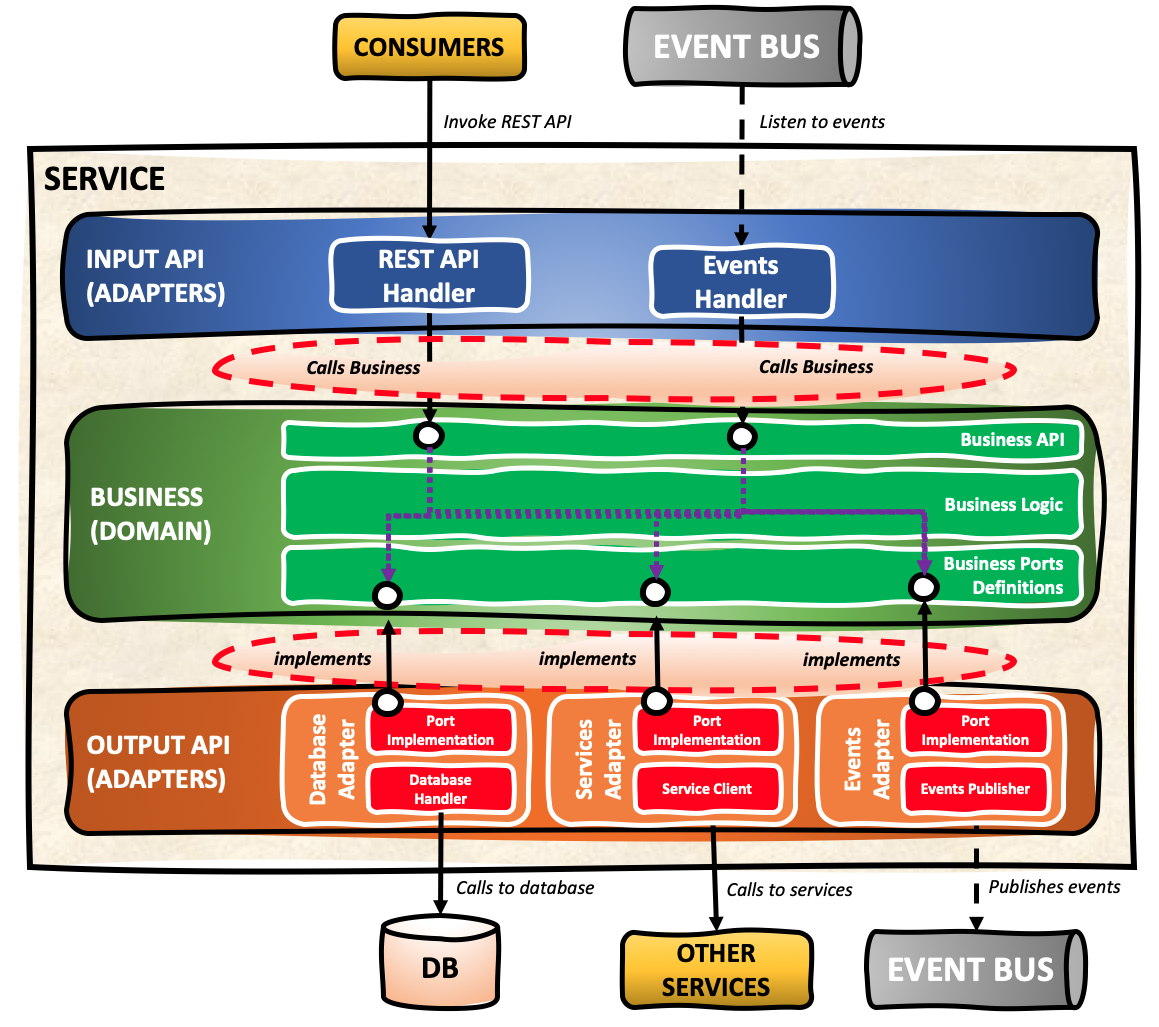 CONSUMERS
EVENT BUS
Invoke REST API
Listen to events
SERVICE
INPUT API
(ADAPTERS)
REST API
Handler
Events
Handler
Calls Business
Calls Business
BUSINESS
(DOMAIN)
Business API
Business Logic
Business Ports
Definitions
implements
implements
implements
OUTPUT API
(ADAPTERS)
Database
Adapter
Port
Implementation
Database
Handler
Services
Adapter
Port
Implementation
Service Client
Events
Adapter
Port
Implementation
Events Publisher
Calls to database
Calls to services
Publishes events
DB
OTHER
SERVICES
EVENT BUS